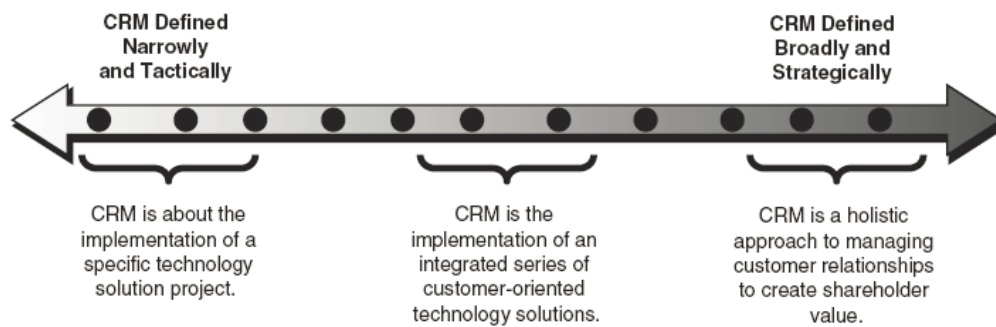 CRM Defined
Narrowly
and Tactically
CRM Defined
Broadly and
Strategically
CRM is about the
implementation of a
specific technology
solution project.
CRM is the
implementation of an
integrated series of
customer-oriented
technology solutions.
CRM is a holistic
approach to managing
customer relationships
to create shareholder
value.